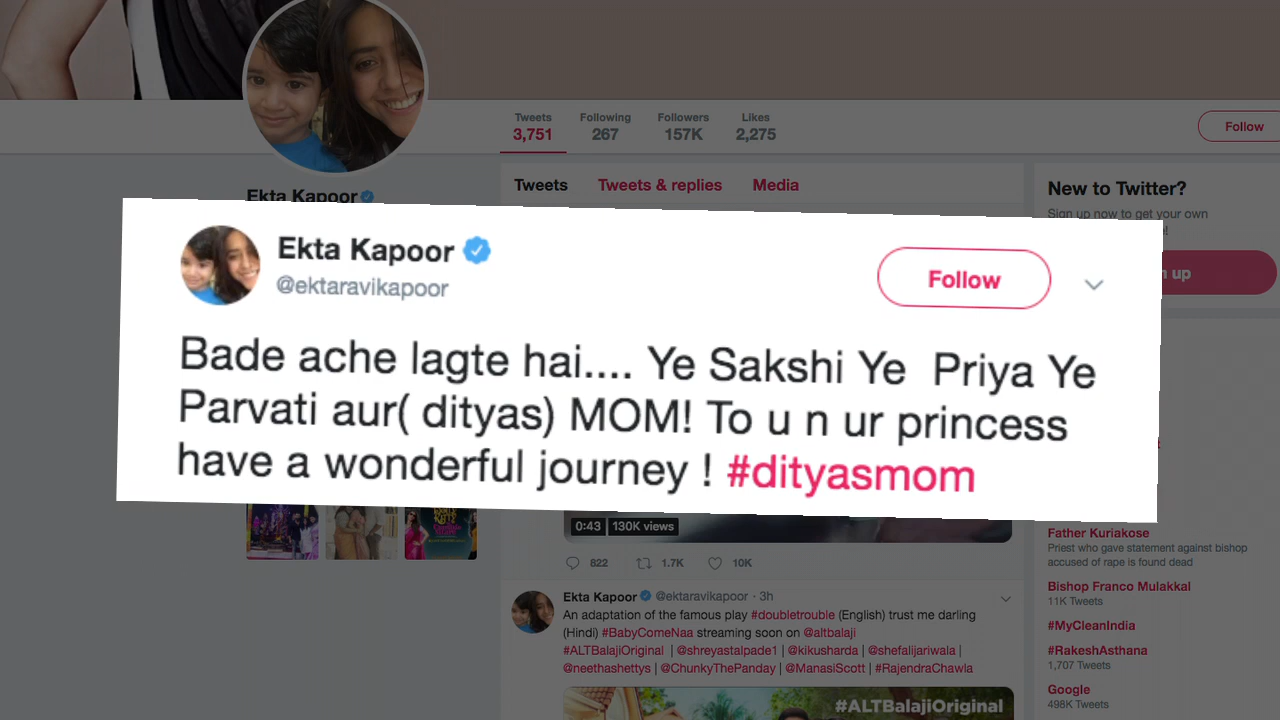 Tweets
3,751
Following
267
Followers
157K
Likes
2,275
Follow
Ekta Kapoor
Tweets
Tweets & replies
Media
New to Twitter?
Sign up now to get your own
up
Ekta Kapoor
@ektaravikapoor
Follow
Bade ache lagte hai.... Ye Sakshi Ye Priya Ye
Parvati aur( dityas) MOM! To u n ur princess
have a wonderful journey ! #dityasmom
0:43
130K views
822
1.7K
10K
Ekta Kapoor @ektaravikapoor · 3h
An adaptation of the famous play #doubletrouble (English) trust me darling
(Hindi) #BabyComeNaa streaming soon on @altbalaji
#ALTBalajiOriginal | @shreyastalpade1 | @kikusharda | @shefalijariwala |
@neethashettys | @ChunkyThePanday | @ManasiScott | #RajendraChawla
#ALTBalajiOriginal
Father Kuriakose
Priest who gave statement against bishop
accused of rape is found dead
Bishop Franco Mulakkal
11K Tweets
#MyCleanIndia
#RakeshAsthana
1,707 Tweets
Google
498K Tweets